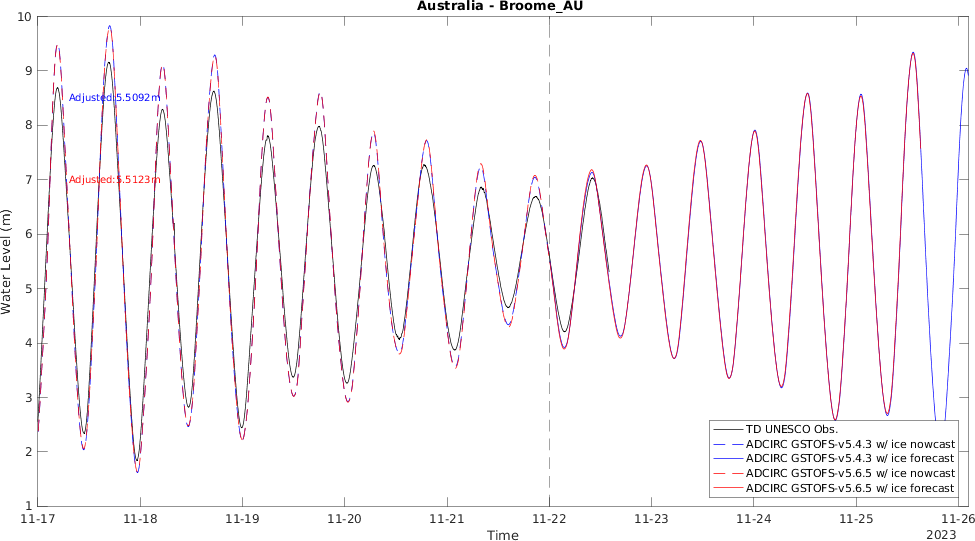 Australia - Broome_AU
10
9
8
7
6
5
4
3
2
1
Water Level (m)
Adjusted:5.5092m
Adjusted:5.5123m
TD UNESCO Obs.
ADCIRC GSTOFS-v5.4.3 w/ ice nowcast
ADCIRC GSTOFS-v5.4.3 w/ ice forecast
ADCIRC GSTOFS-v5.6.5 w/ ice nowcast
ADCIRC GSTOFS-v5.6.5 w/ ice forecast
11-17 11-18 11-19 11-20 11-21 11-22 11-23 11-24 11-25 11-26
Time
2023